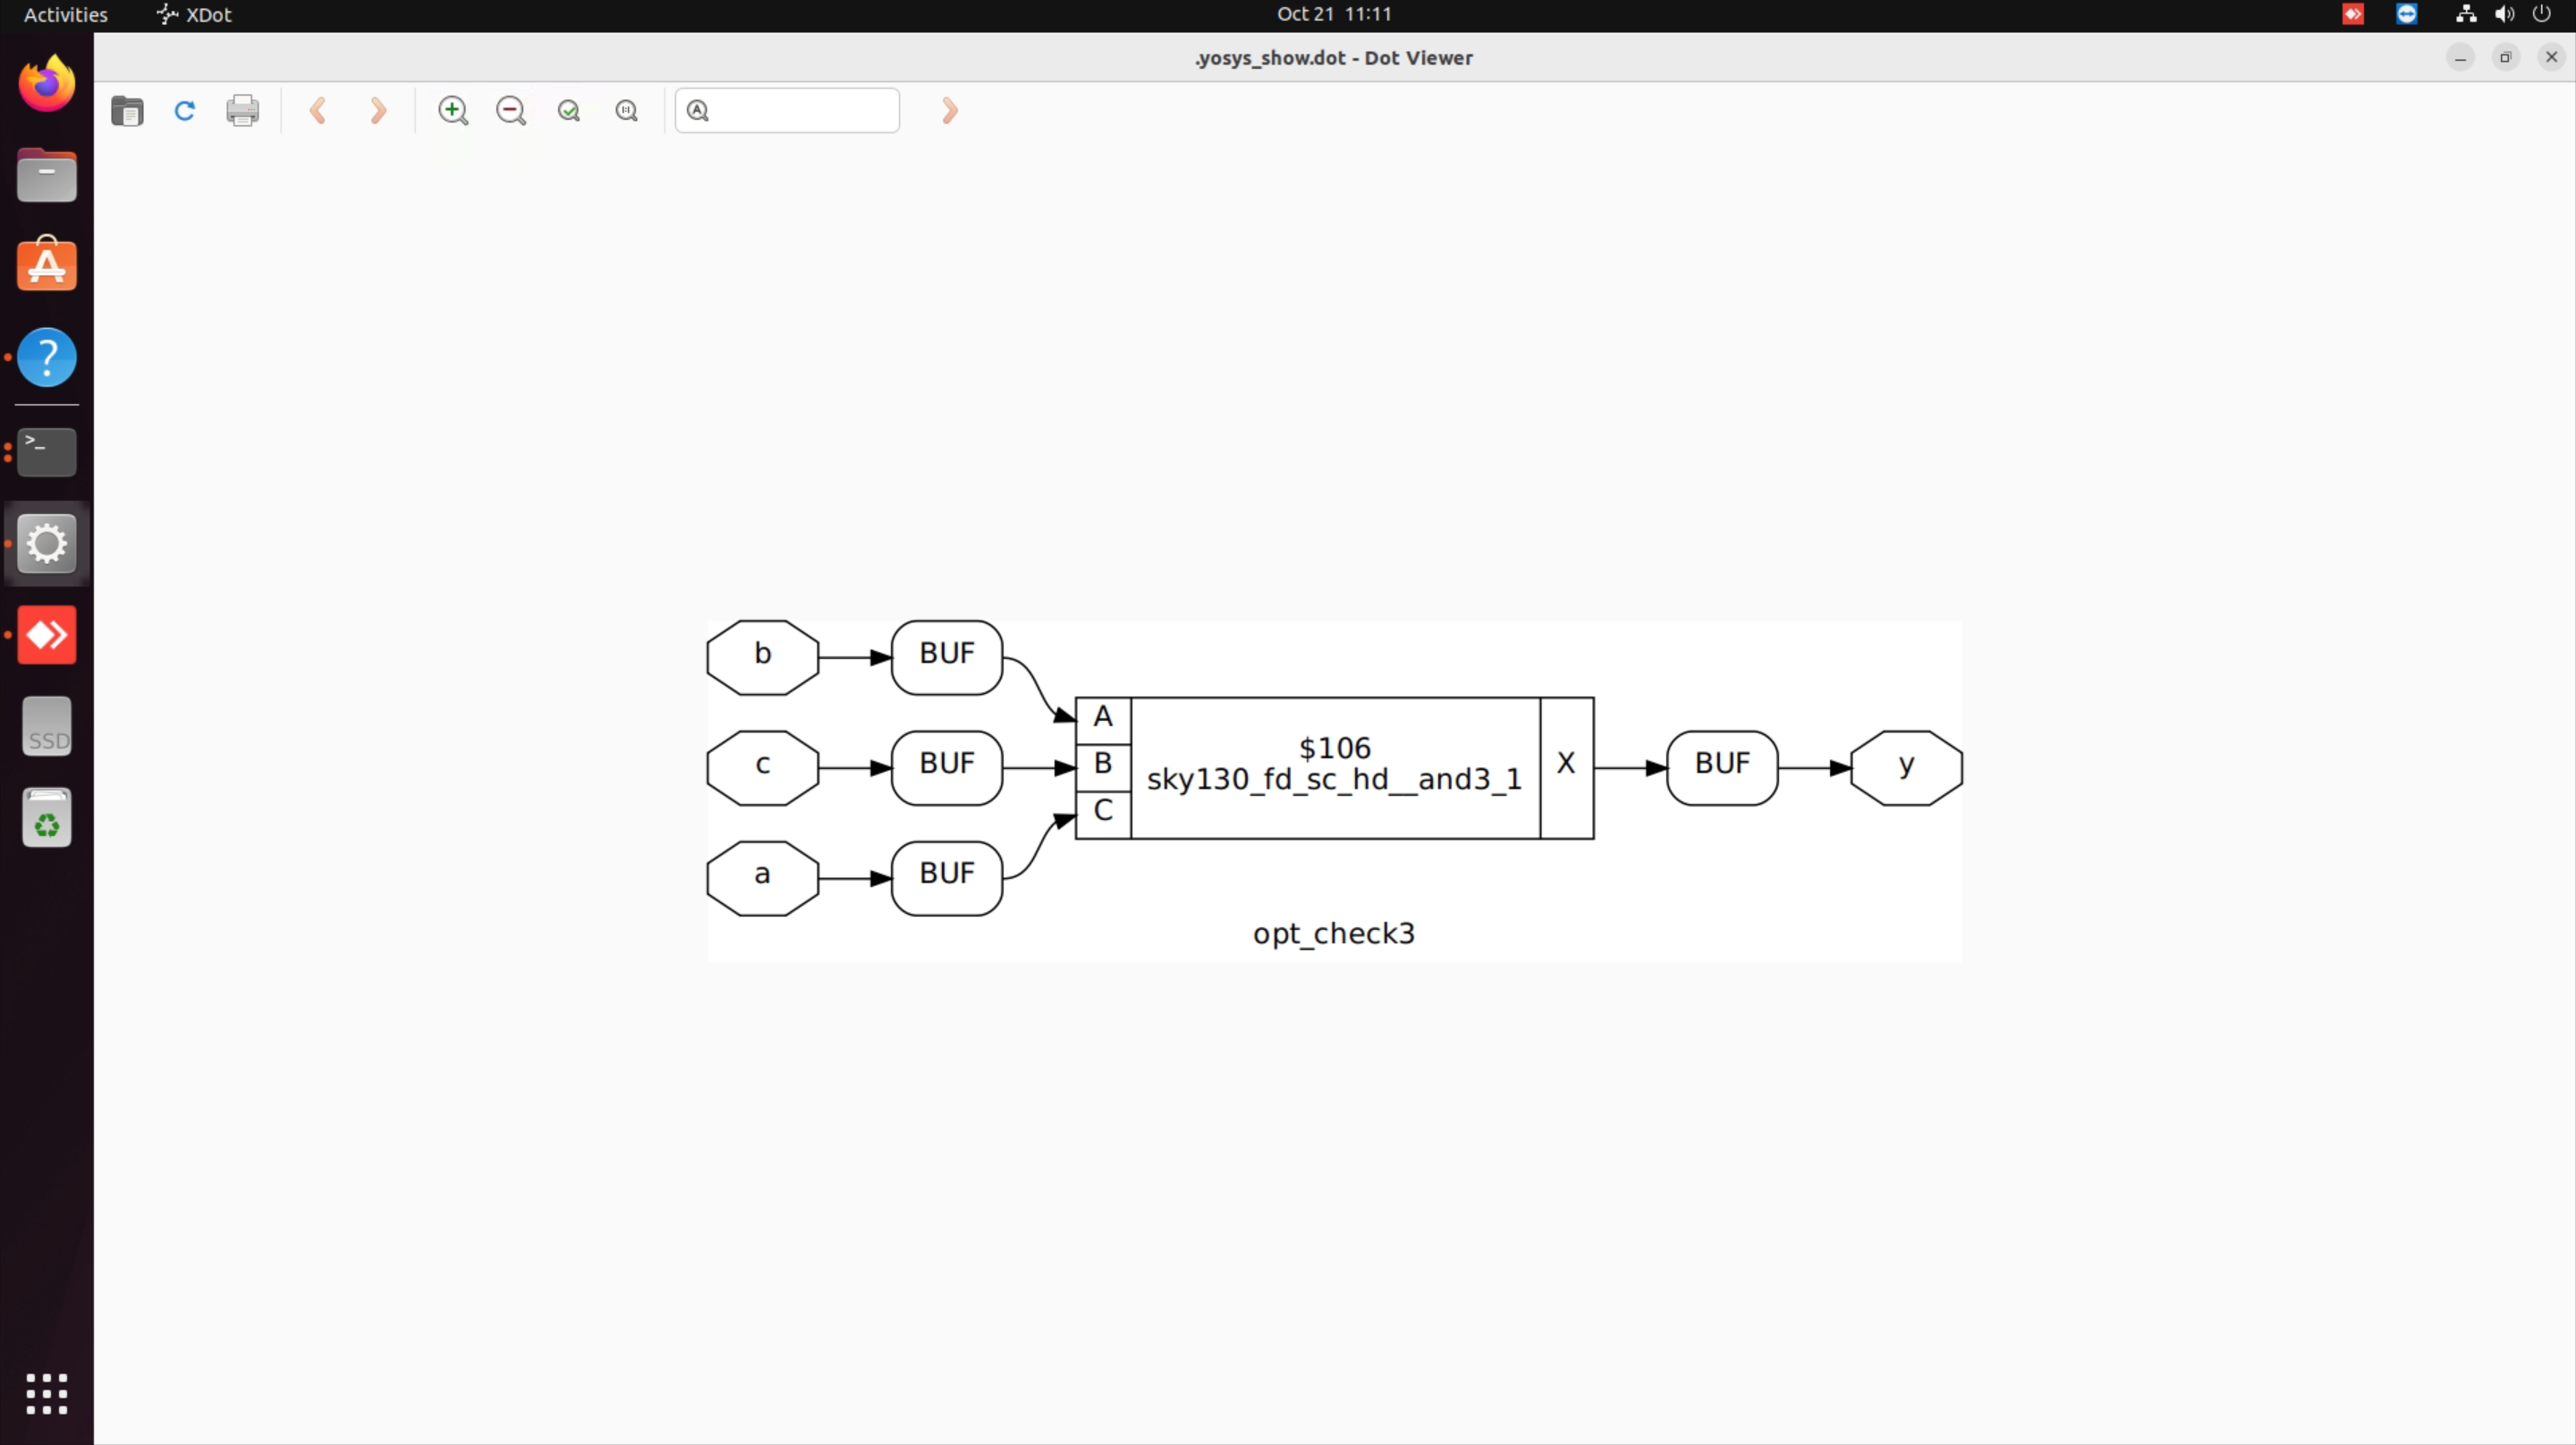 Activities XDot Oct 21 11:11
.yosys_show.dot - Dot Viewer
b BUF
A
c BUF B $106 X BUF y
sky130_fd_sc_hd__and3_1
C
a BUF
opt_check3
SSD